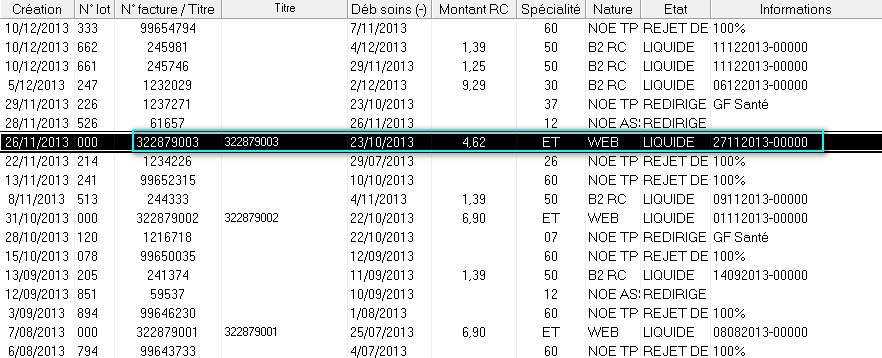 Création N° lot N° facture / Titre Titre Déb soins (-) Montant RC Spécialité Nature Etat Informations
10/12/2013 333 99654794 7/11/2013 60 NOE TP REJET DE 100%
10/12/2013 662 245981 4/12/2013 1,39 50 B2 RC LIQUIDE 11122013-00000
10/12/2013 661 245746 29/11/2013 1,25 50 B2 RC LIQUIDE 11122013-00000
5/12/2013 247 1232029 2/12/2013 9,29 30 B2 RC LIQUIDE 06122013-00000
29/11/2013 226 1237271 23/10/2013 37 NOE TP REDIRIGE GF Santé
28/11/2013 526 61657 26/11/2013 12 NOE AS REDIRIGE
26/11/2013 000 322879003 322879003 23/10/2013 4,62 ET WEB LIQUIDE 27112013-00000
22/11/2013 214 1234226 29/07/2013 26 NOE TP REJET DE 100%
13/11/2013 241 99652315 10/10/2013 60 NOE TP REJET DE 100%
8/11/2013 513 244333 4/11/2013 1,39 50 B2 RC LIQUIDE 09112013-00000
31/10/2013 000 322879002 322879002 22/10/2013 6,90 ET WEB LIQUIDE 01112013-00000
28/10/2013 120 1216718 22/10/2013 07 NOE TP REDIRIGE GF Santé
15/10/2013 078 99650035 12/09/2013 60 NOE TP REJET DE 100%
13/09/2013 205 241374 11/09/2013 1,39 50 B2 RC LIQUIDE 14092013-00000
12/09/2013 851 59537 10/09/2013 12 NOE AS REDIRIGE
3/09/2013 894 99646230 1/08/2013 60 NOE TP REJET DE 100%
7/08/2013 000 322879001 322879001 25/07/2013 6,90 ET WEB LIQUIDE 08082013-00000
6/08/2013 794 99643733 4/07/2013 60 NOE TP REJET DE 100%